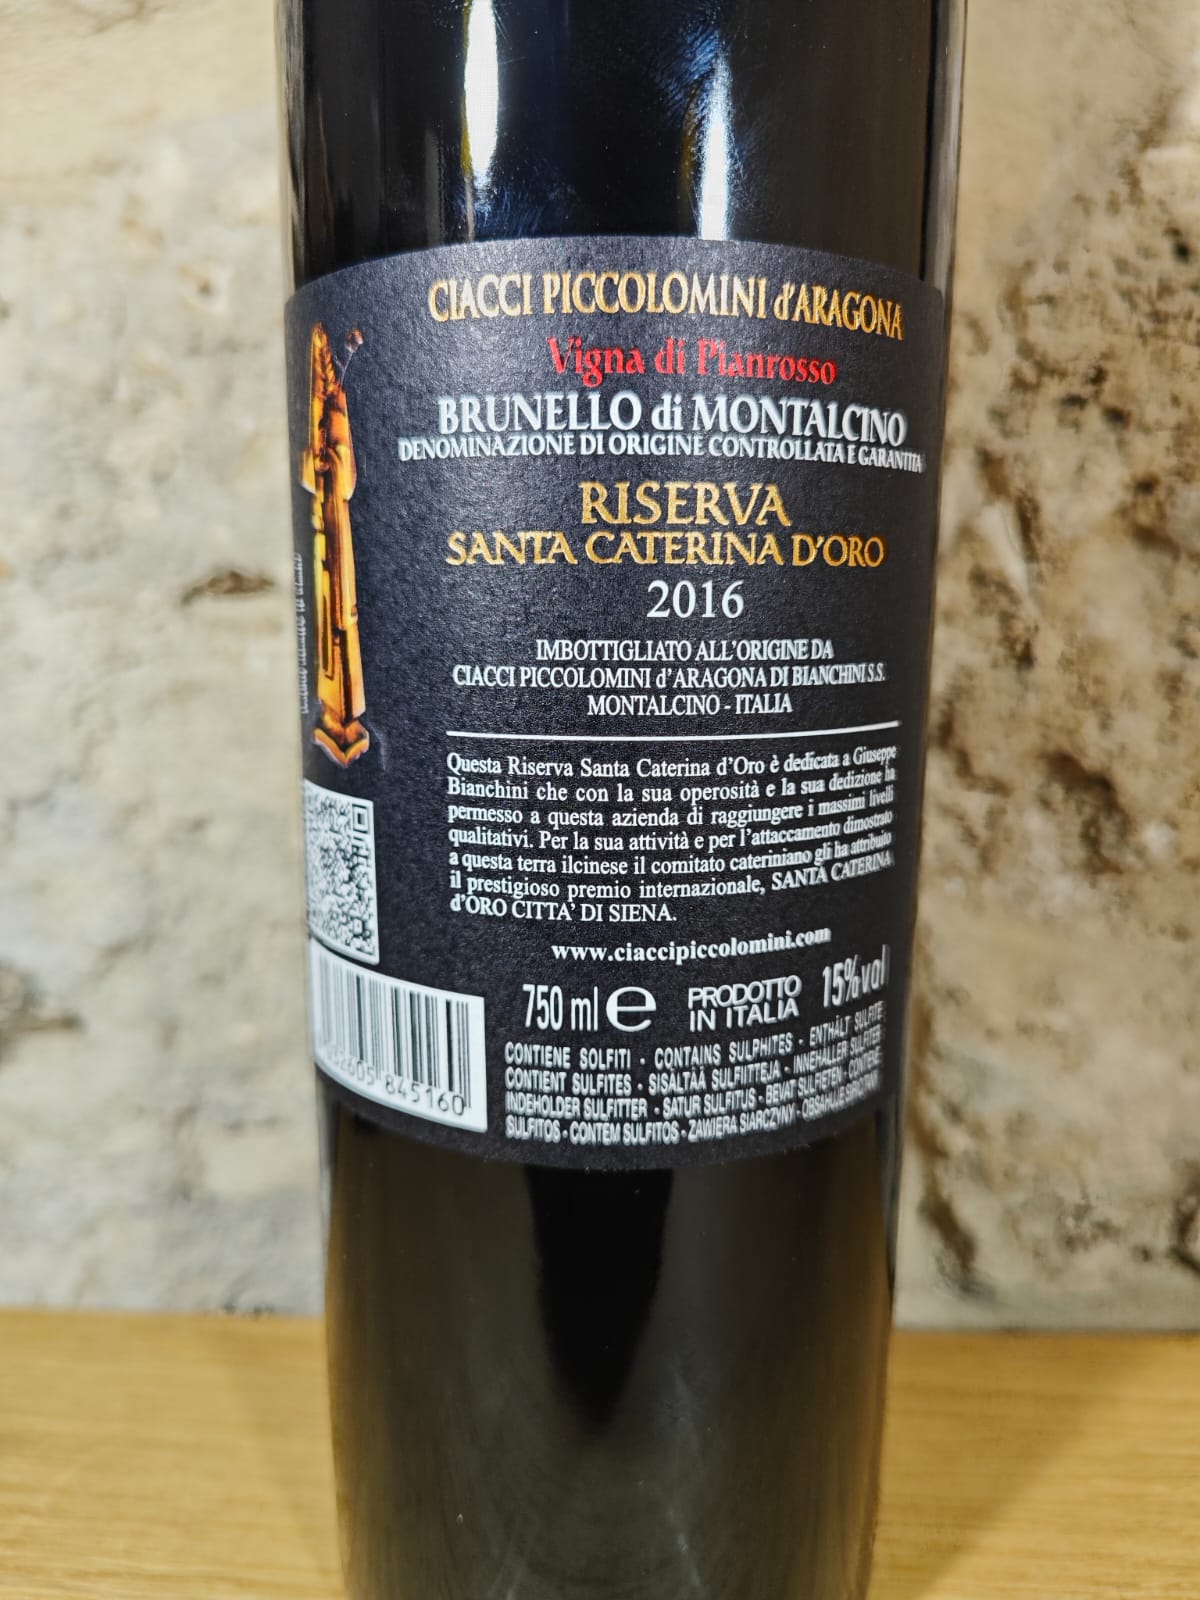 CIACCI PICCOLOMINI d'ARAGONA
Vigna di Pianrosso
BRUNELLO di MONTALCINO
DENOMINAZIONE DI ORIGINE CONTROLLATA E GARANTITA
RISERVA
SANTA CATERINA D'ORO
2016
IMBOTTIGLIATO ALL'ORIGINE DA
CIACCI PICCOLOMINI d'ARAGONA DI BIANCHINI S.S.
MONTALCINO - ITALIA
Questa Riserva Santa Caterina d'Oro è dedicata a Giuseppe
Bianchini che con la sua operosità e la sua dedizione ha
permesso a questa azienda di raggiungere i massimi livelli
qualitativi. Per la sua attività e per l'attaccamento dimostrato
a questa terra ilcinese il comitato cateriniano gli ha attribuito
il prestigioso premio internazionale, SANTA CATERINA
d'ORO CITTA' DI SIENA.
www.ciaccipiccolomini.com
750 ml e PRODOTTO IN ITALIA 15%vol
CONTIENE SOLFITI - CONTAINS SULPHITES - ENTHÄLT SULFITE
CONTIENT SULFITES - SISÄLTÄÄ SULFIITTEJA - INNEHÅLLER SULFITER
INDEHOLDER SULFITTER - SATUR SULFITUS - BEVAT SULFIETEN - CONTIENE
SULFITOS - CONTÉM SULFITOS - ZAWIERA SIARCZYNY - OBSAHUJE
845160